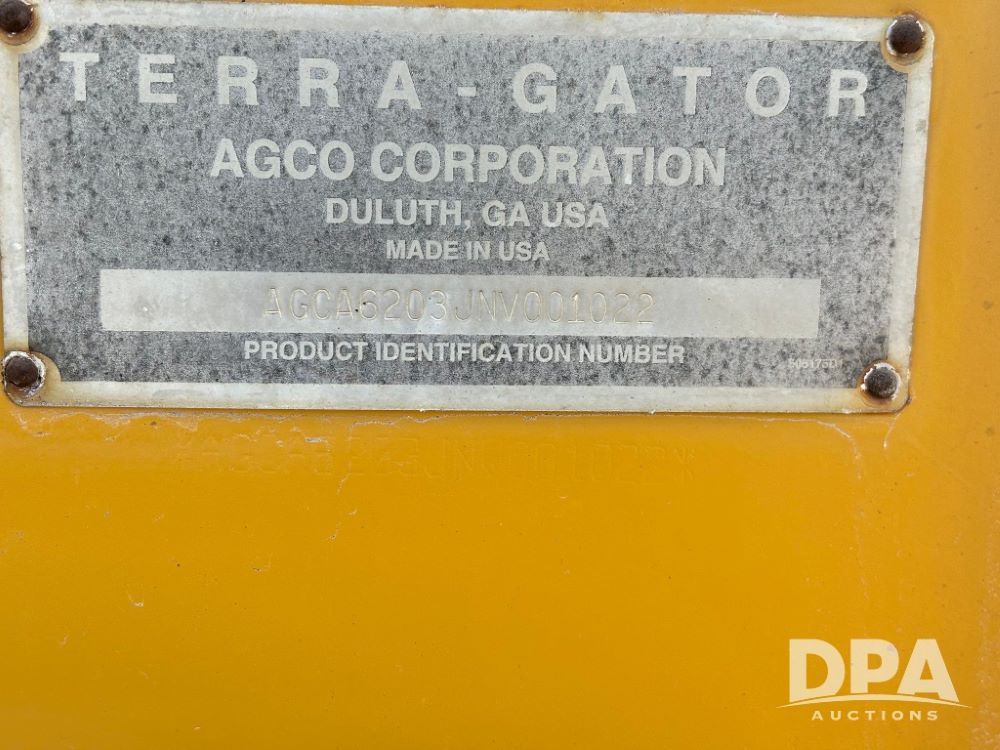 TERRA-GATOR
AGCO CORPORATION
DULUTH, GA USA
MADE IN USA
AGCA6203JNV001022
PRODUCT IDENTIFICATION NUMBER
DPA
AUCTIONS